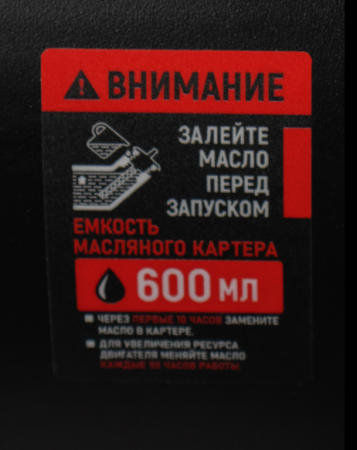 ВНИМАНИЕ
ЗАЛЕЙТЕ
МАСЛО
ПЕРЕД
ЗАПУСКОМ
ЕМКОСТЬ
МАСЛЯНОГО КАРТЕРА
600 МЛ
ЧЕРЕЗ ПЕРВЫЕ 10 ЧАСОВ ЗАМЕНИТЕ
МАСЛО В КАРТЕРЕ.
ДЛЯ УВЕЛИЧЕНИЯ РЕСУРСА
ДВИГАТЕЛЯ МЕНЯЙТЕ МАСЛО
КАЖДЫЕ 50 ЧАСОВ РАБОТЫ.